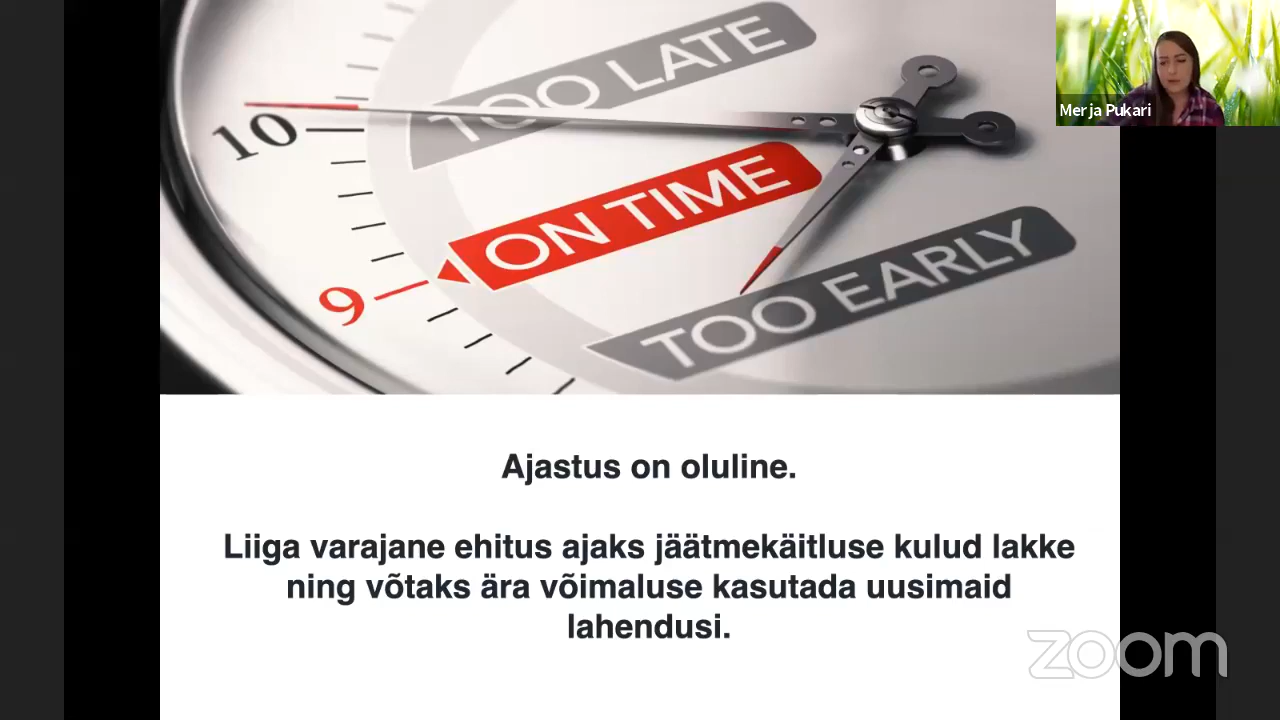 TOO LATE
Merja Pukari
10
ON TIME
9
TOO EARLY
Ajastus on oluline.
Liiga varajane ehitus ajaks jäätmekäitluse kulud lakke
ning võtaks ära võimaluse kasutada uusimaid
lahendusi.
zoom